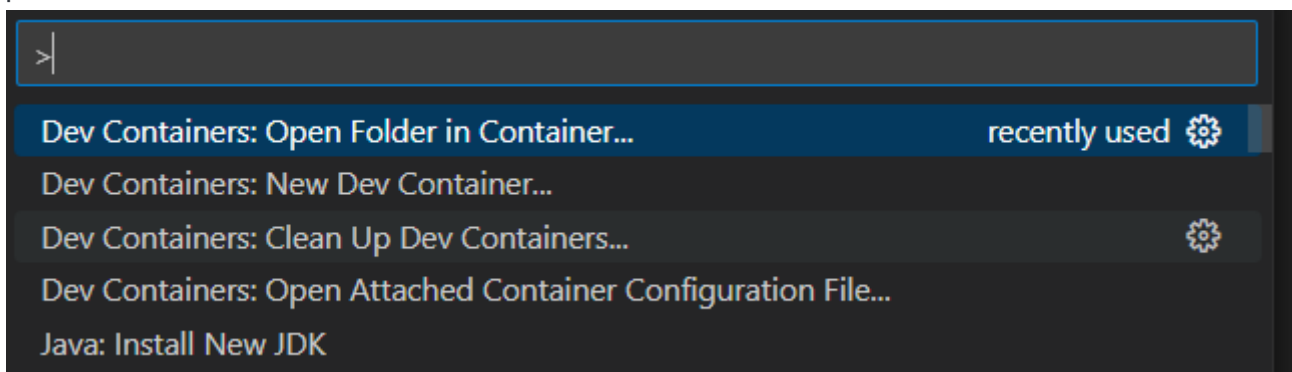 >
Dev Containers: Open Folder in Container... recently used
Dev Containers: New Dev Container...
Dev Containers: Clean Up Dev Containers...
Dev Containers: Open Attached Container Configuration File...
Java: Install New JDK